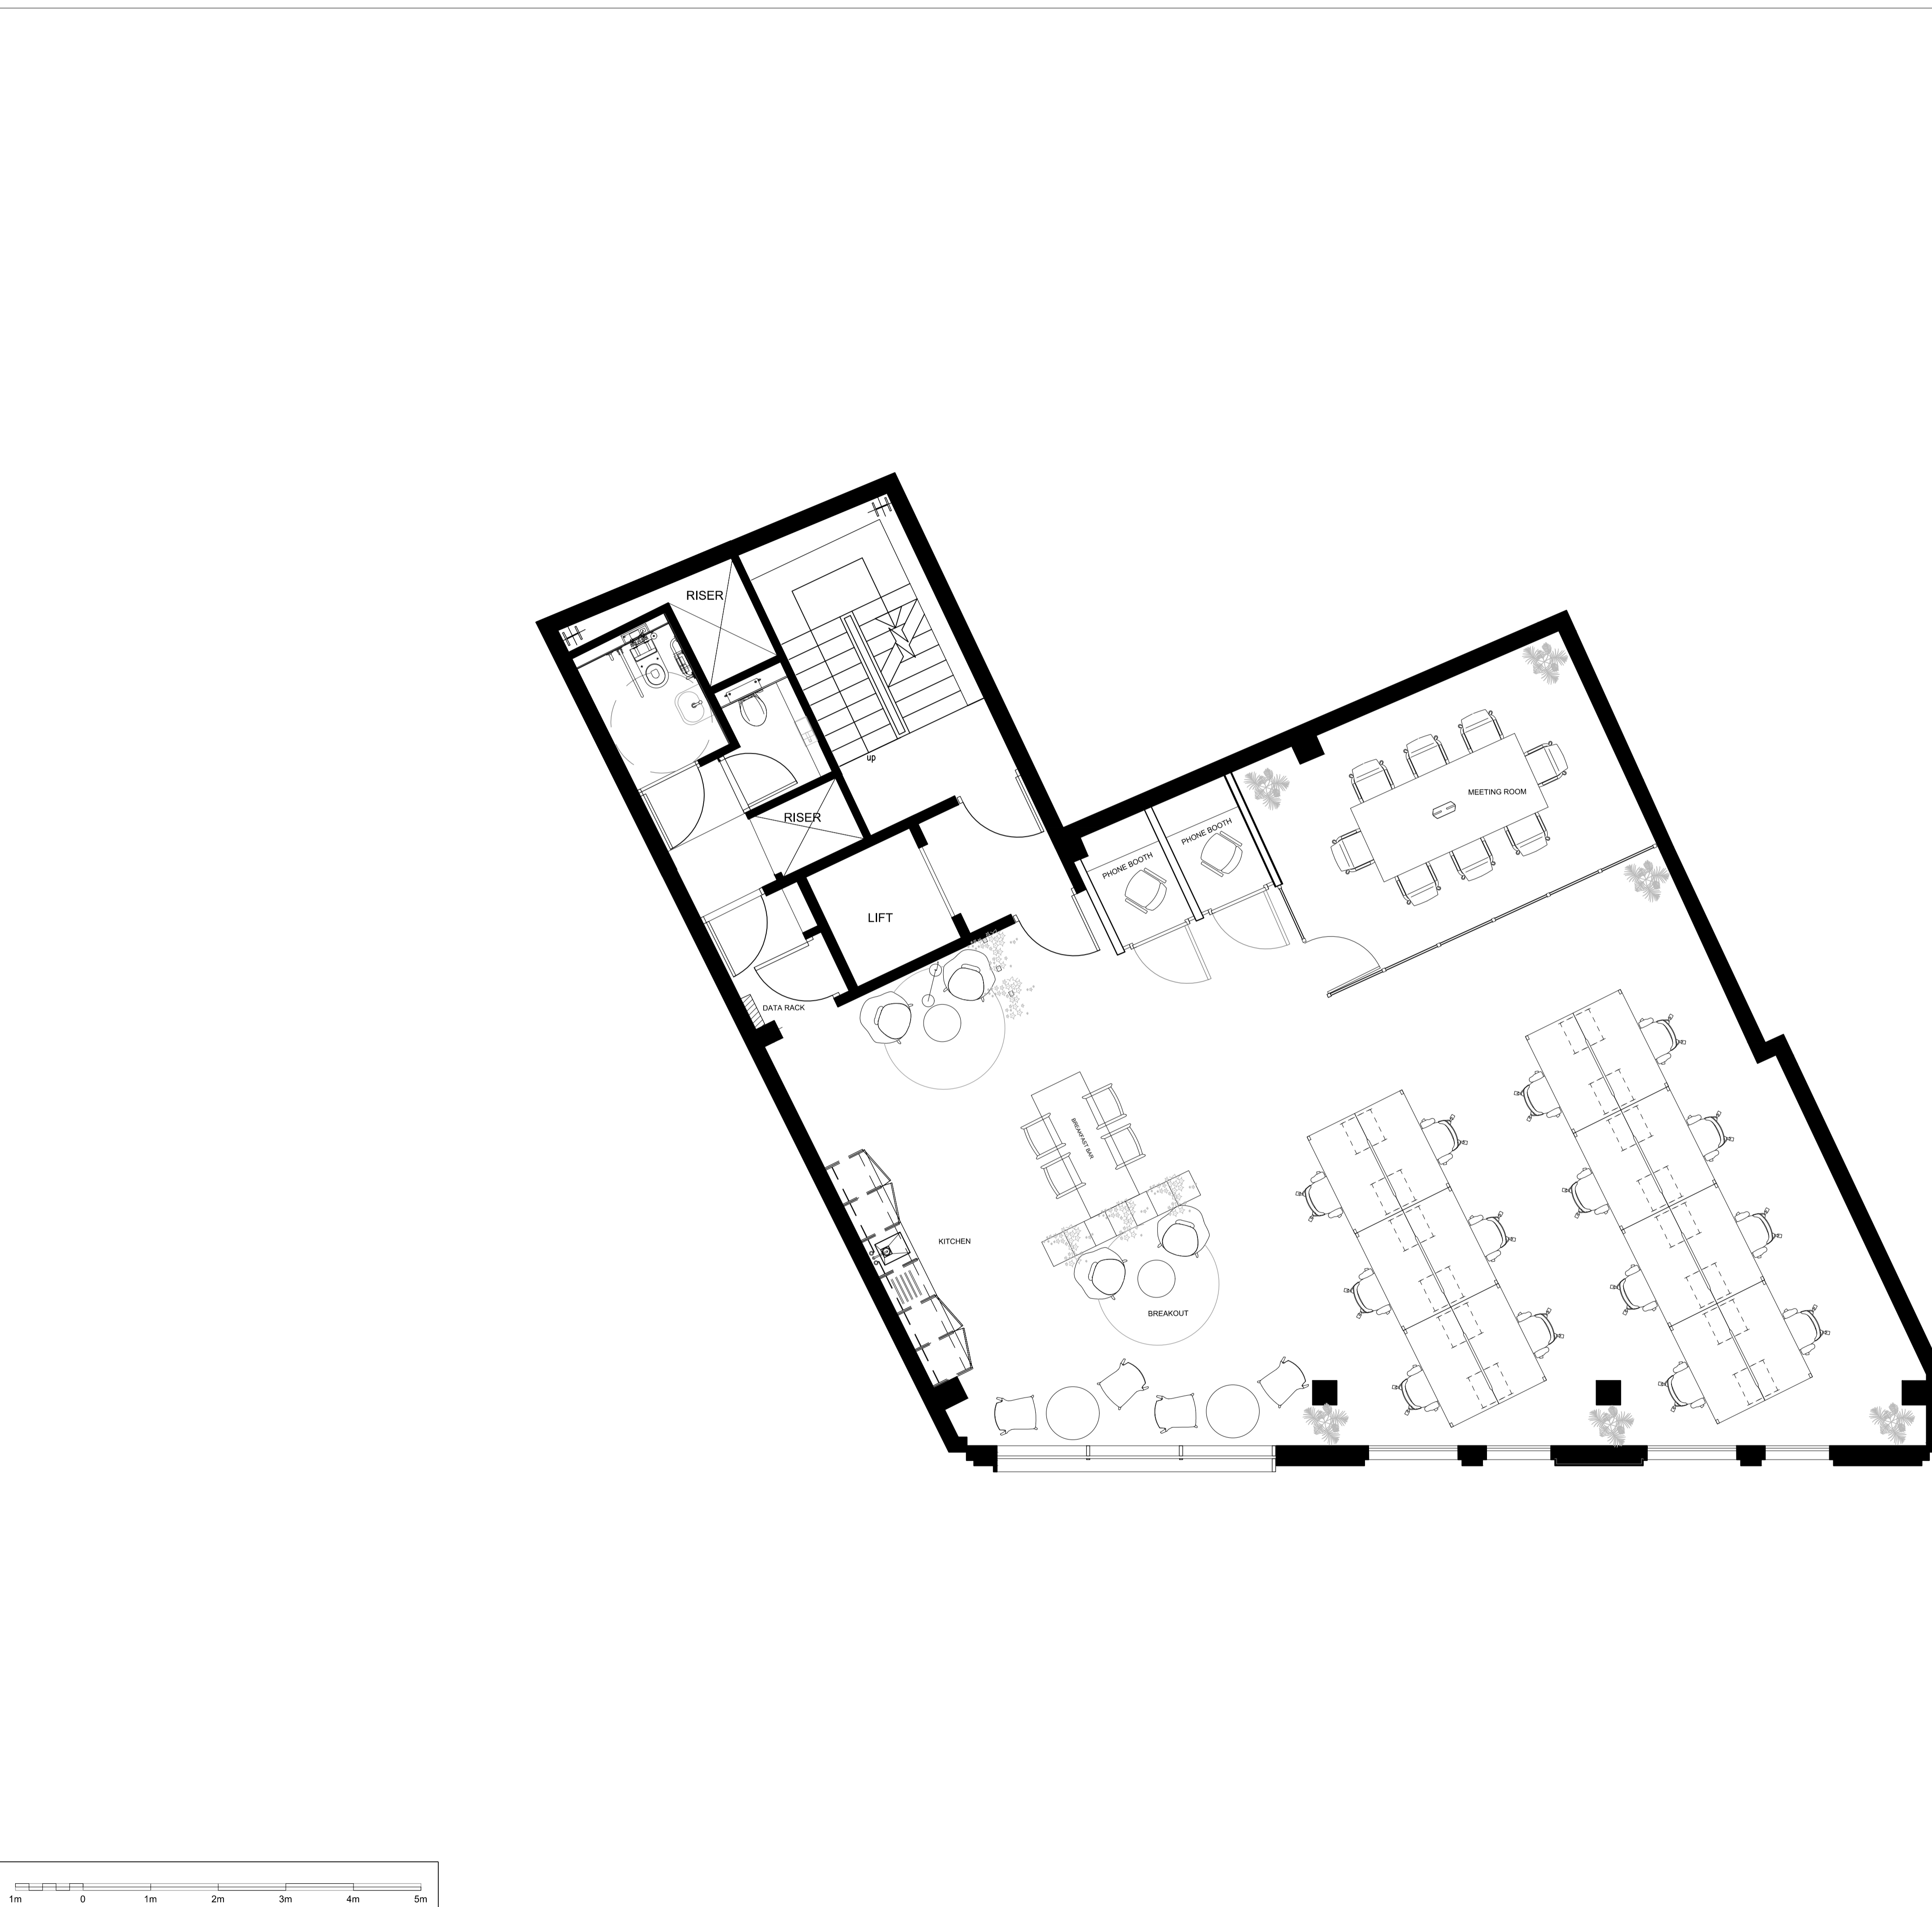 RISER
up
MEETING ROOM
RISER
PHONE BOOTH
PHONE BOOTH
LIFT
DATA RACK
BREAKFAST BAR
KITCHEN
BREAKOUT
1m 0 1m 2m 3m 4m 5m